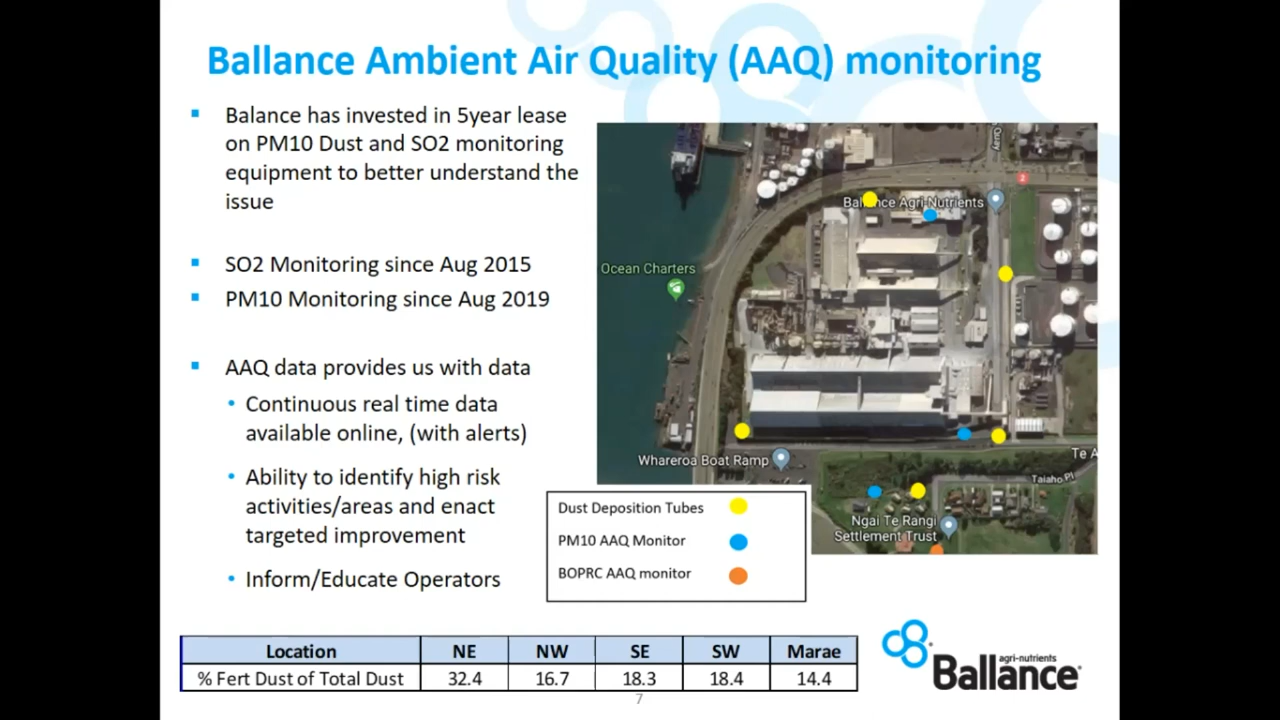 Ballance Ambient Air Quality (AAQ) monitoring
Balance has invested in 5year lease
on PM10 Dust and SO2 monitoring
equipment to better understand the
issue
SO2 Monitoring since Aug 2015
PM10 Monitoring since Aug 2019
AAQ data provides us with data
Continuous real time data
available online, (with alerts)
Ability to identify high risk
activities/areas and enact
targeted improvement
Inform/Educate Operators
Quay
2
Ballance Agri-Nutrients
Ocean Charters
Whareroa Boat Ramp
Te A
Taiaho Pl
Ngai Te Rangi
Settlement Trust
Dust Deposition Tubes
PM10 AAQ Monitor
BOPRC AAQ monitor
Location NE NW SE SW Marae
% Fert Dust of Total Dust 32.4 16.7 18.3 18.4 14.4
agri-nutrients
Ballance
7